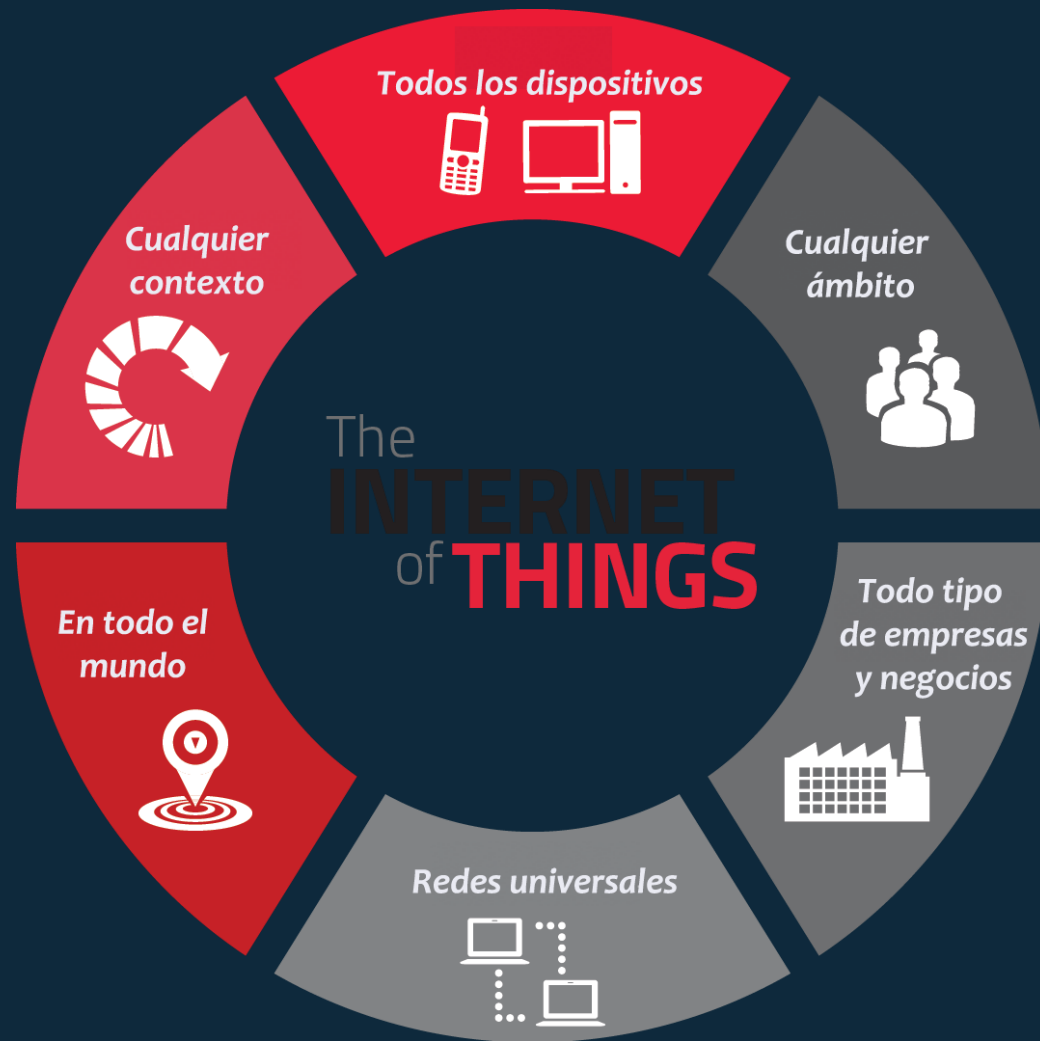 Todos los dispositivos
Cualquier
ámbito
Todo tipo
de empresas
y negocios
Redes universales
En todo el
mundo
Cualquier
contexto
The
INTERNET
of THINGS